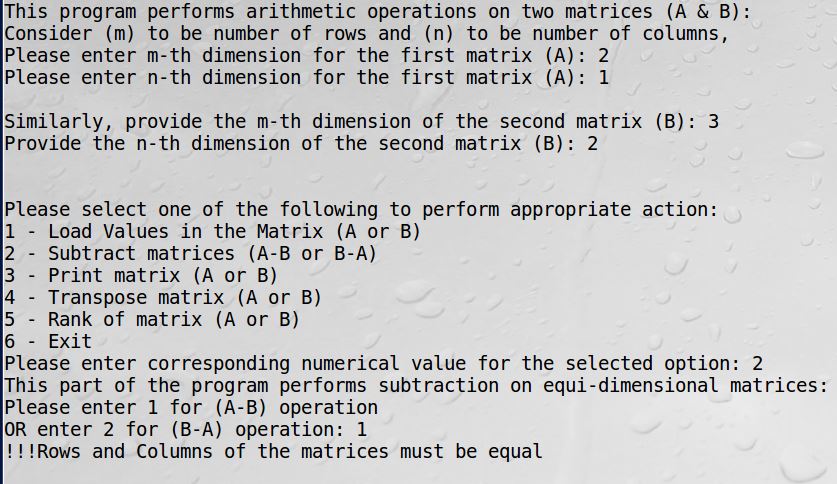 This program performs arithmetic operations on two matrices (A & B):
Consider (m) to be number of rows and (n) to be number of columns,
Please enter m-th dimension for the first matrix (A): 2
Please enter n-th dimension for the first matrix (A): 1
Similarly, provide the m-th dimension of the second matrix (B): 3
Provide the n-th dimension of the second matrix (B): 2
Please select one of the following to perform appropriate action:
1 - Load Values in the Matrix (A or B)
2 - Subtract matrices (A-B or B-A)
3 - Print matrix (A or B)
4 - Transpose matrix (A or B)
5 - Rank of matrix (A or B)
6 - Exit
Please enter corresponding numerical value for the selected option: 2
This part of the program performs subtraction on equi-dimensional matrices:
Please enter 1 for (A-B) operation
OR enter 2 for (B-A) operation: 1
!!!Rows and Columns of the matrices must be equal